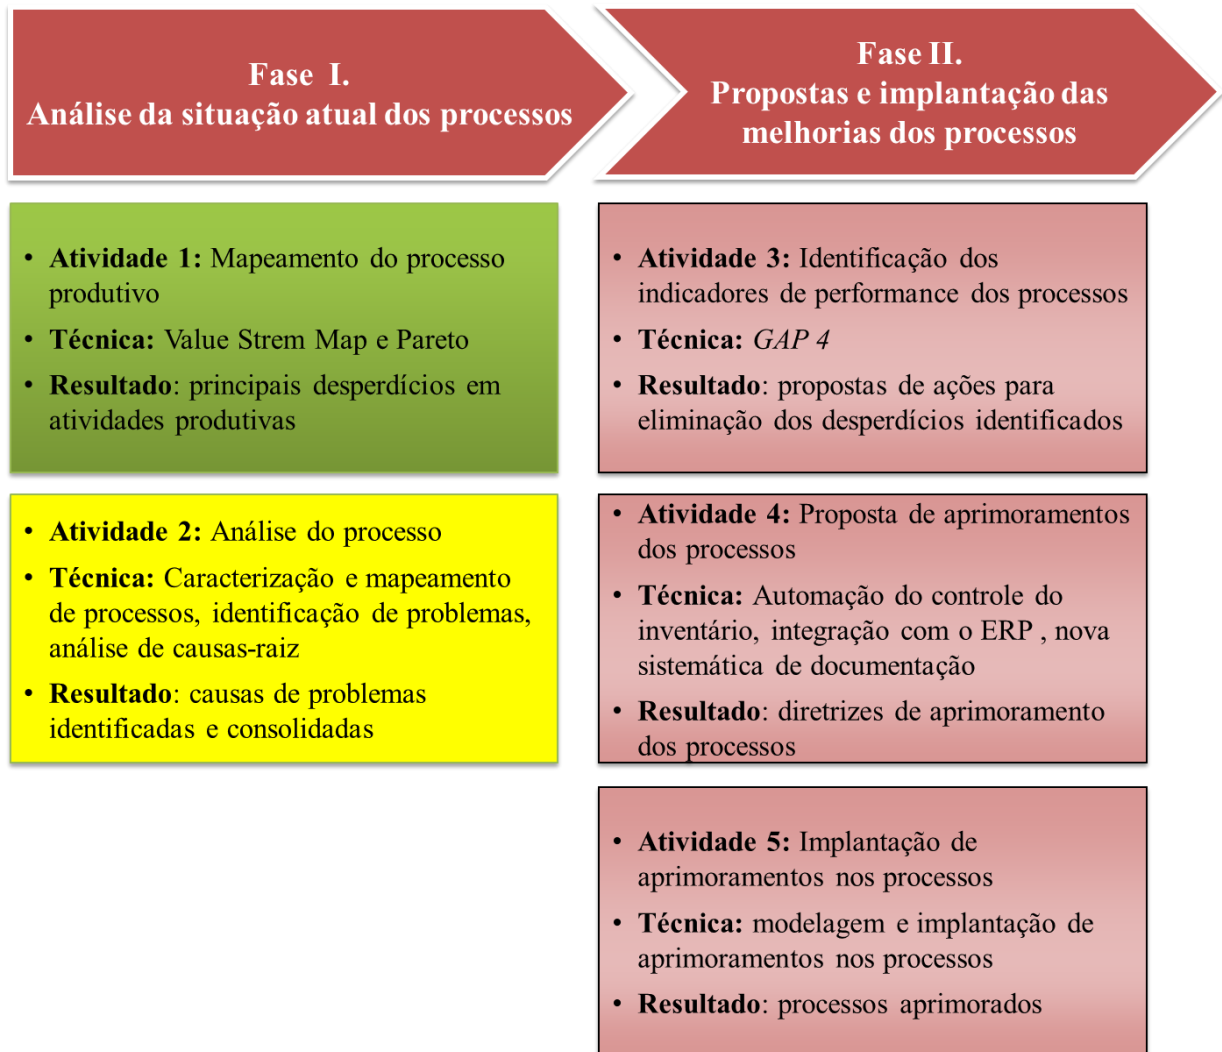 Fase I.
Análise da situação atual dos processos
Fase II.
Propostas e implantação das
melhorias dos processos
• Atividade 1: Mapeamento do processo
produtivo
• Técnica: Value Strem Map e Pareto
• Resultado: principais desperdícios em
atividades produtivas
• Atividade 2: Análise do processo
• Técnica: Caracterização e mapeamento
de processos, identificação de problemas,
análise de causas-raiz
• Resultado: causas de problemas
identificadas e consolidadas
• Atividade 3: Identificação dos
indicadores de performance dos processos
• Técnica: GAP 4
• Resultado: propostas de ações para
eliminação dos desperdícios identificados
• Atividade 4: Proposta de aprimoramentos
dos processos
• Técnica: Automação do controle do
inventário, integração com o ERP , nova
sistemática de documentação
• Resultado: diretrizes de aprimoramento
dos processos
• Atividade 5: Implantação de
aprimoramentos nos processos
• Técnica: modelagem e implantação de
aprimoramentos nos processos
• Resultado: processos aprimorados